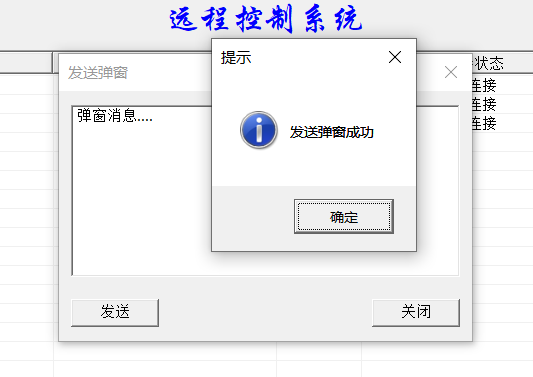 远程控制系统
状态
发送弹窗
提示
连接
连接
连接
弹窗消息....
发送弹窗成功
确定
发送
关闭